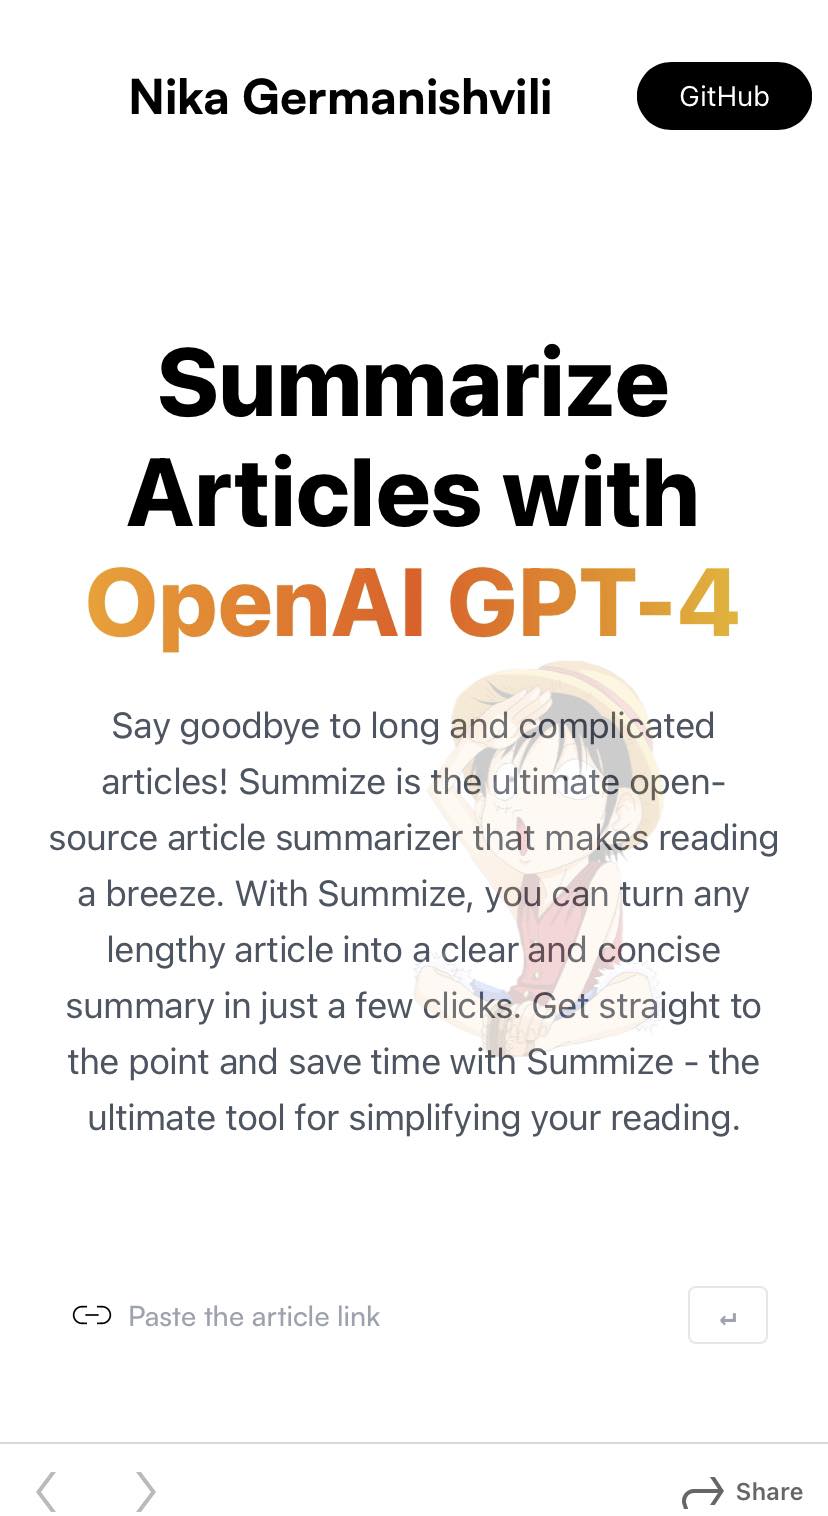 Nika Germanishvili
GitHub
Summarize
Articles with
OpenAI GPT-4
Say goodbye to long and complicated
articles! Summize is the ultimate open-
source article summarizer that makes reading
a breeze. With Summize, you can turn any
lengthy article into a clear and concise
summary in just a few clicks. Get straight to
the point and save time with Summize - the
ultimate tool for simplifying your reading.
Paste the article link
↵
Share